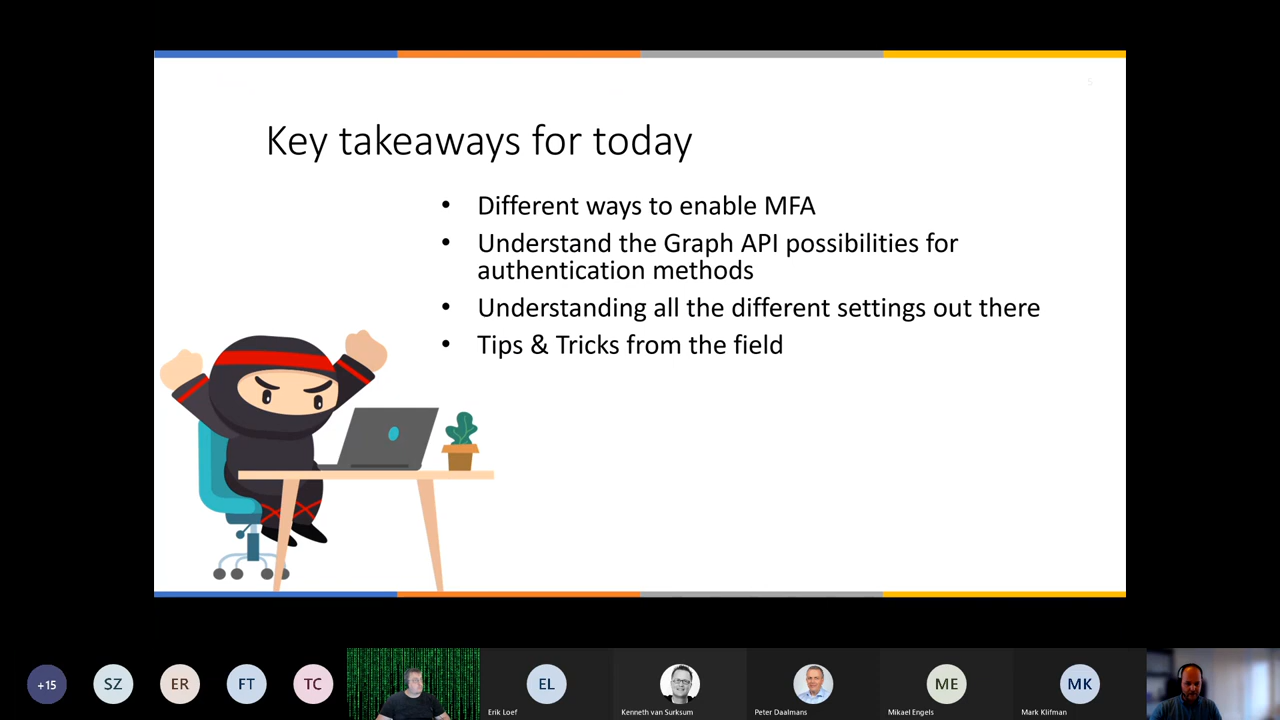 5
Key takeaways for today
• Different ways to enable MFA
• Understand the Graph API possibilities for
authentication methods
• Understanding all the different settings out there
• Tips & Tricks from the field
+15
SZ
ER
FT
TC
EL
ME
MK
Erik Loef
Kenneth van Surksum
Peter Daalmans
Mikael Engels
Mark Klifman